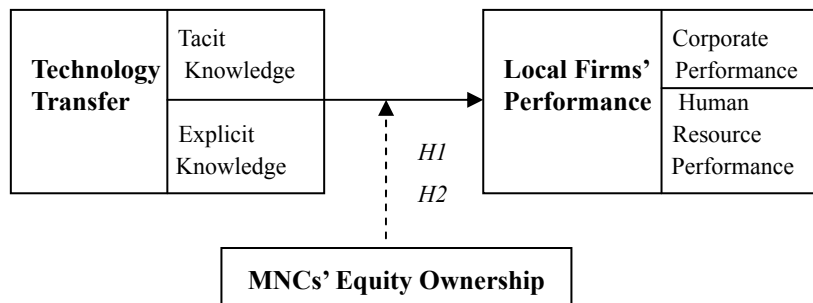 Technology
Transfer
Tacit
Knowledge
Explicit
Knowledge
Local Firms'
Performance
Corporate
Performance
Human
Resource
Performance
H1
H2
MNCs' Equity Ownership